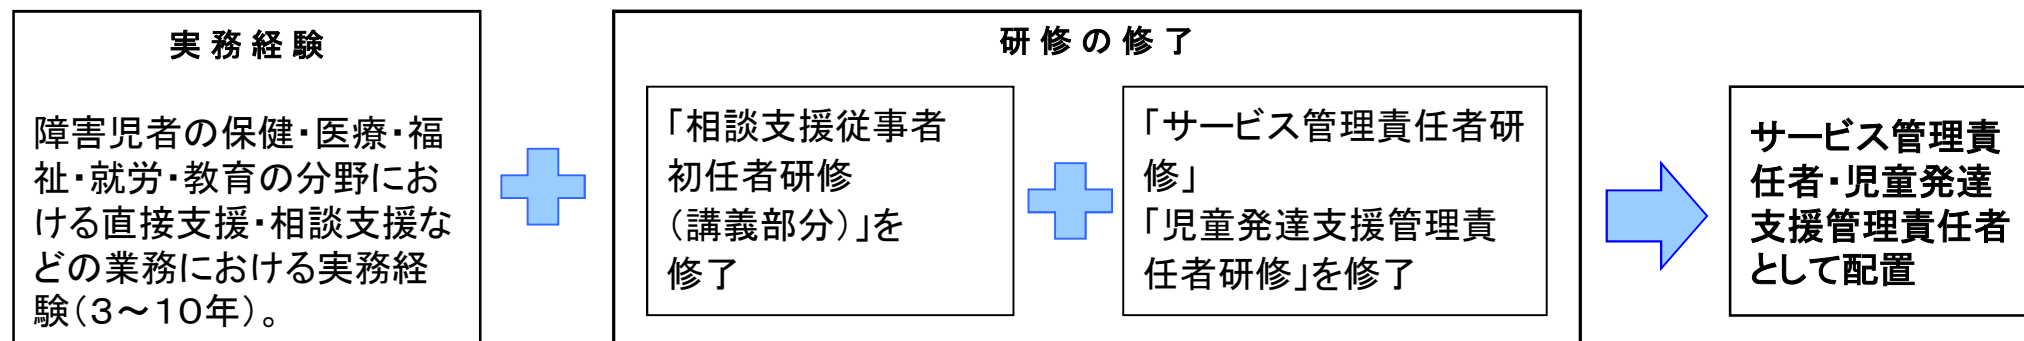 実務経験
障害児者の保健・医療・福
祉・就労・教育の分野にお
ける直接支援・相談支援な
どの業務における実務経
験(３～１０年)。
研修の修了
「相談支援従事者
初任者研修
(講義部分)」を
修了
「サービス管理責任者研
修」
「児童発達支援管理責
任者研修」を修了
サービス管理責
任者・児童発達
支援管理責任者
として配置